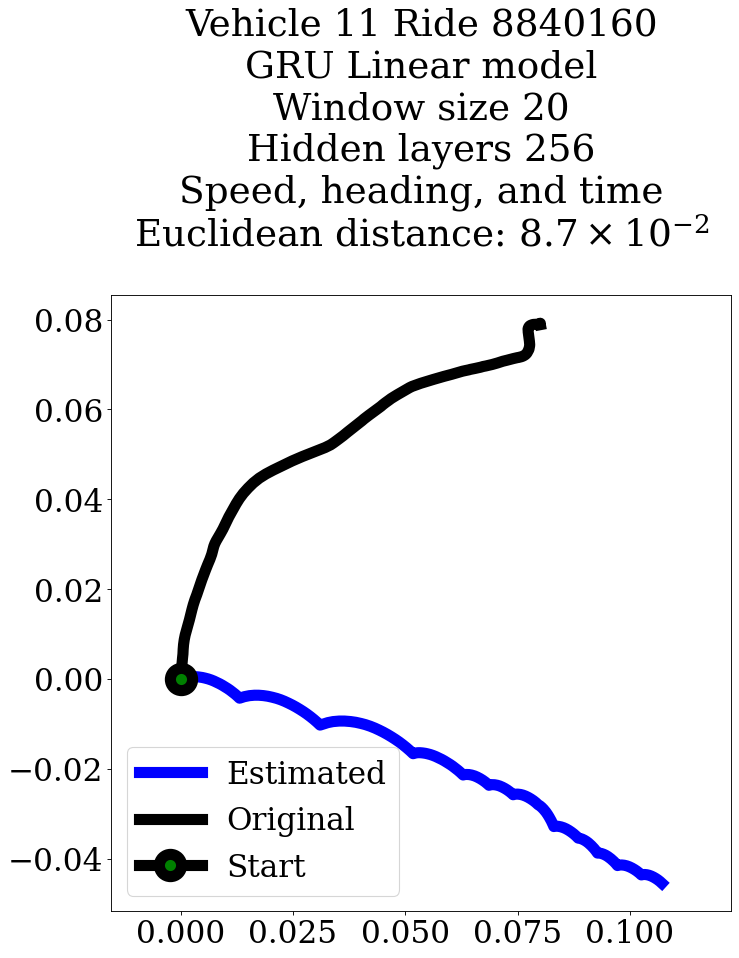 Vehicle 11 Ride 8840160
GRU Linear model
Window size 20
Hidden layers 256
Speed, heading, and time
Euclidean distance: 8.7 × 10⁻²
0.08
0.06
0.04
0.02
0.00
−0.02
−0.04
Estimated
Original
Start
0.000 0.025 0.050 0.075 0.100